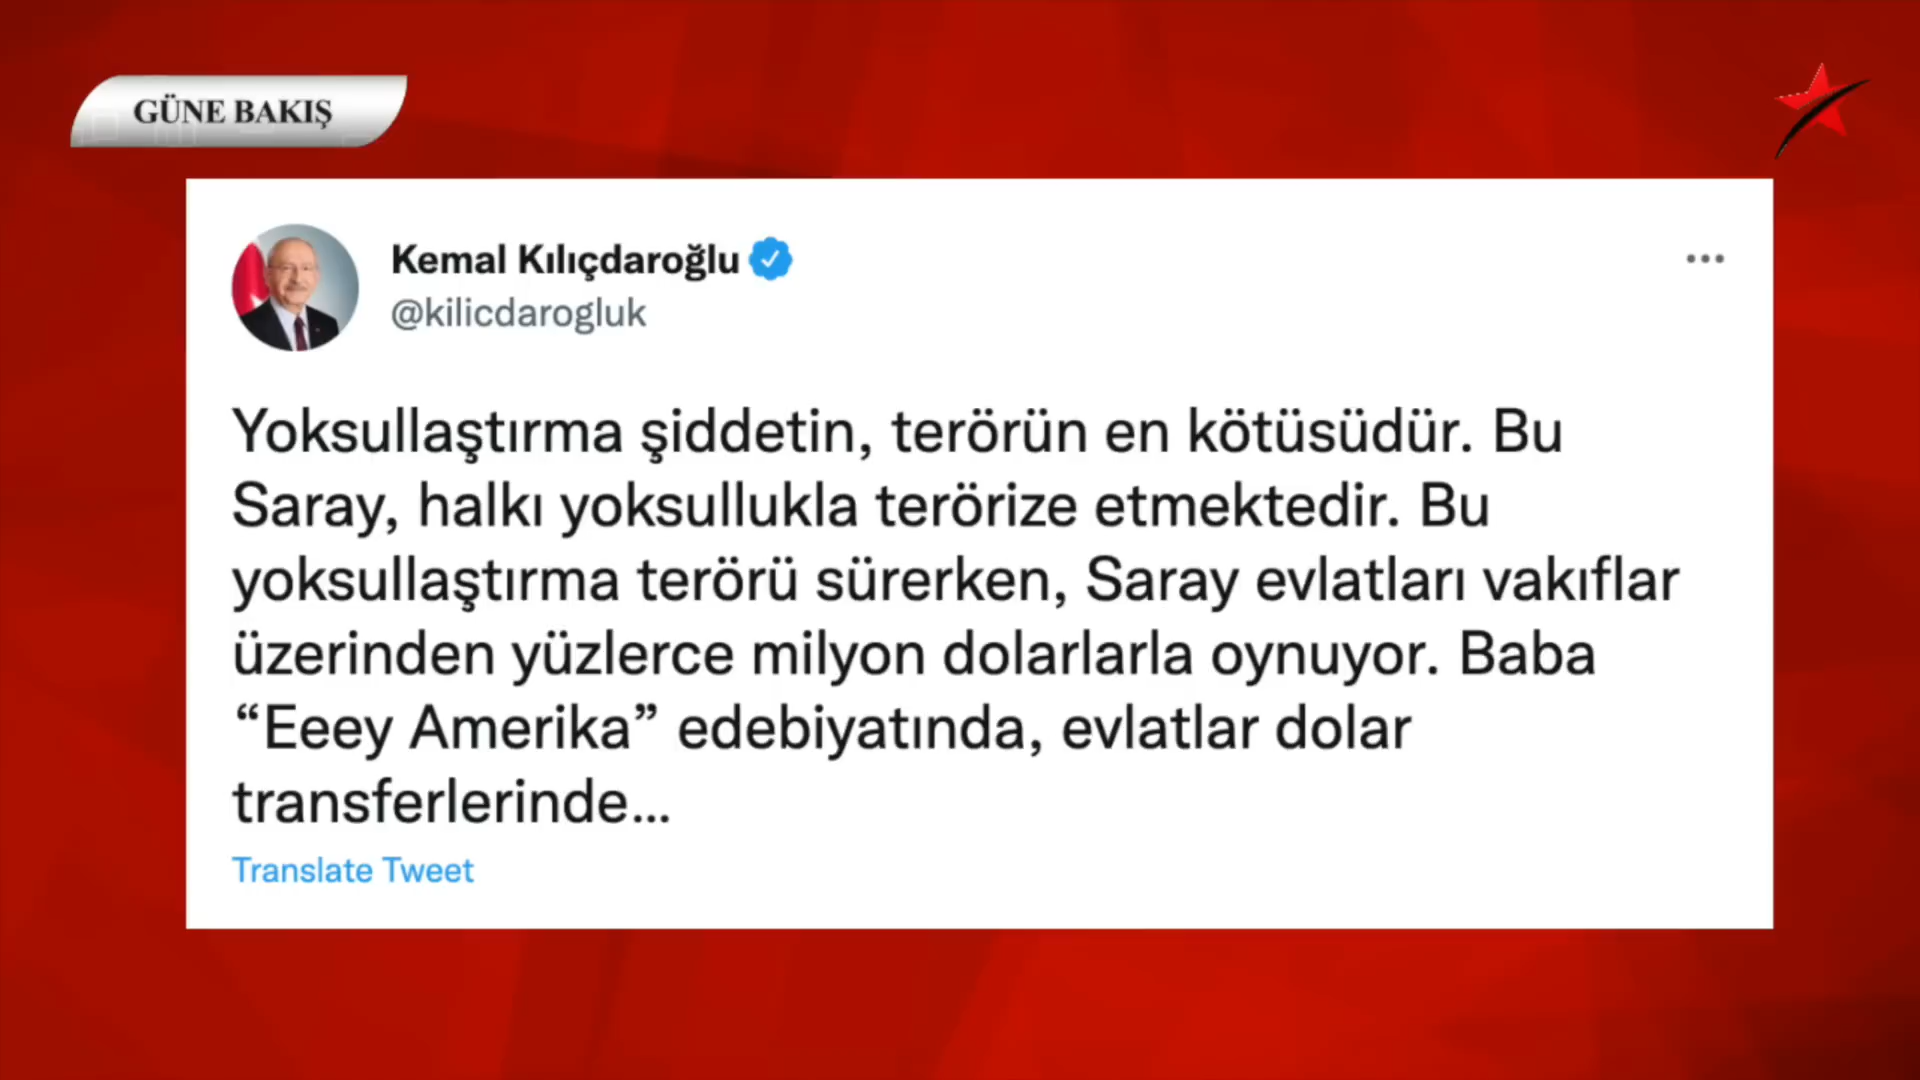 GÜNE BAKIŞ
Kemal Kılıçdaroğlu
@kilicdarogluk
Yoksullaştırma şiddetin, terörün en kötüsüdür. Bu
Saray, halkı yoksullukla terörize etmektedir. Bu
yoksullaştırma terörü sürerken, Saray evlatları vakıflar
üzerinden yüzlerce milyon dolarlarla oynuyor. Baba
“Eeey Amerika” edebiyatında, evlatlar dolar
transferlerinde...
Translate Tweet